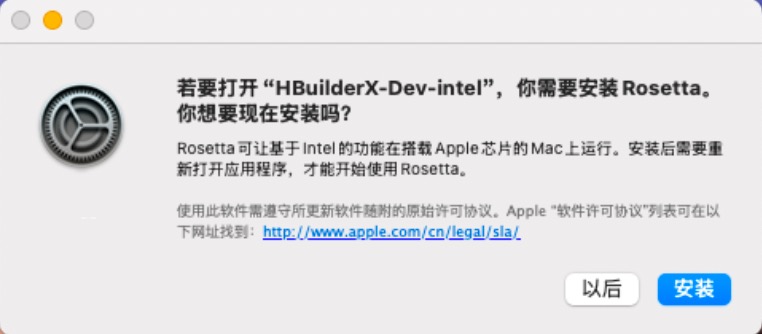 若要打开“HBuilderX-Dev-intel”，你需要安装 Rosetta。
你想要现在安装吗？
Rosetta 可让基于 Intel 的功能在搭载 Apple 芯片的 Mac 上运行。安装后需要重
新打开应用程序，才能开始使用 Rosetta。
使用此软件需遵守所更新软件随附的原始许可协议。Apple “软件许可协议”列表可在以
下网址找到：http://www.apple.com/cn/legal/sla/
以后
安装